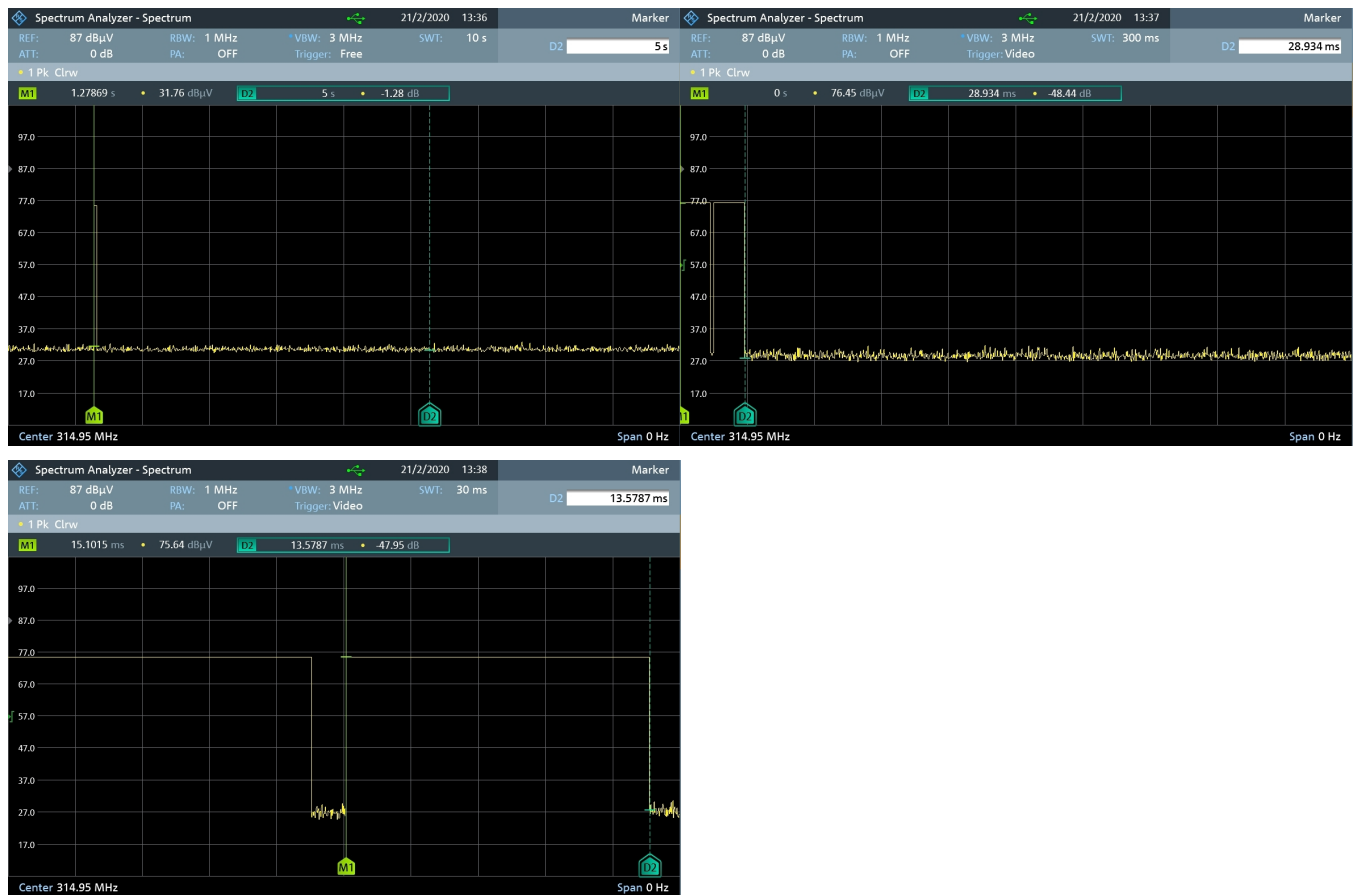 Spectrum Analyzer - Spectrum 21/2/2020 13:36 Marker
REF: 87 dBµV RBW: 1 MHz *VBW: 3 MHz SWT: 10 s
ATT: 0 dB PA: OFF Trigger: Free
D2 5 s
1 Pk Clrw
M1 1.27869 s • 31.76 dBµV D2 5 s • -1.28 dB
97.0
87.0
77.0
67.0
57.0
47.0
37.0
27.0
17.0
M1 D2
Center 314.95 MHz Span 0 Hz
Spectrum Analyzer - Spectrum 21/2/2020 13:37 Marker
REF: 87 dBµV RBW: 1 MHz *VBW: 3 MHz SWT: 300 ms
ATT: 0 dB PA: OFF Trigger: Video
D2 28.934 ms
1 Pk Clrw
M1 0 s • 76.45 dBµV D2 28.934 ms • -48.44 dB
97.0
87.0
77.0
67.0
57.0
47.0
37.0
27.0
17.0
1 D2
Center 314.95 MHz Span 0 Hz
Spectrum Analyzer - Spectrum 21/2/2020 13:38 Marker
REF: 87 dBµV RBW: 1 MHz *VBW: 3 MHz SWT: 30 ms
ATT: 0 dB PA: OFF Trigger: Video
D2 13.5787 ms
1 Pk Clrw
M1 15.1015 ms • 75.64 dBµV D2 13.5787 ms • -47.95 dB
97.0
87.0
77.0
67.0
57.0
47.0
37.0
27.0
17.0
M1 D2
Center 314.95 MHz Span 0 Hz